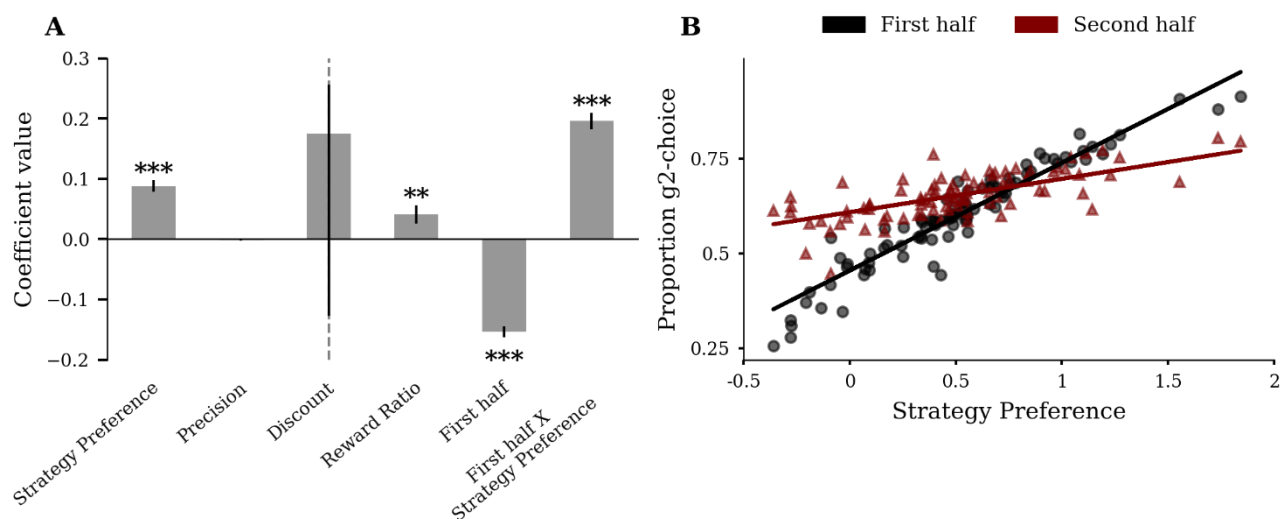 A
Coefficient value
0.3
0.2
0.1
0.0
−0.1
−0.2
***
**
***
***
Strategy Preference
Precision
Discount
Reward Ratio
First half
First half X
Strategy Preference
B
First half
Second half
Proportion g2-choice
0.75
0.5
0.25
-0.5
0
0.5
1
1.5
2
Strategy Preference